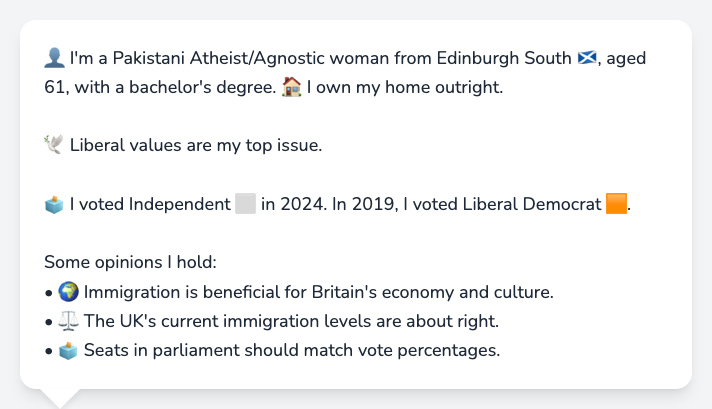 👤 I'm a Pakistani Atheist/Agnostic woman from Edinburgh South 🏴󠁧󠁢󠁳󠁣󠁴󠁿, aged
61, with a bachelor's degree. 🏠 I own my home outright.
🕊️ Liberal values are my top issue.
🗳️ I voted Independent ⬜ in 2024. In 2019, I voted Liberal Democrat 🟧.
Some opinions I hold:
• 🌍 Immigration is beneficial for Britain's economy and culture.
• ⚖️ The UK's current immigration levels are about right.
• 🗳️ Seats in parliament should match vote percentages.